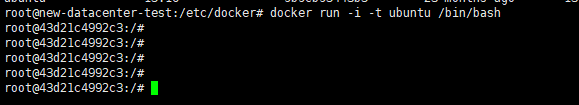 root@new-datacenter-test:/etc/docker# docker run -i -t ubuntu /bin/bash
root@43d21c4992c3:/#
root@43d21c4992c3:/#
root@43d21c4992c3:/#
root@43d21c4992c3:/#
root@43d21c4992c3:/#